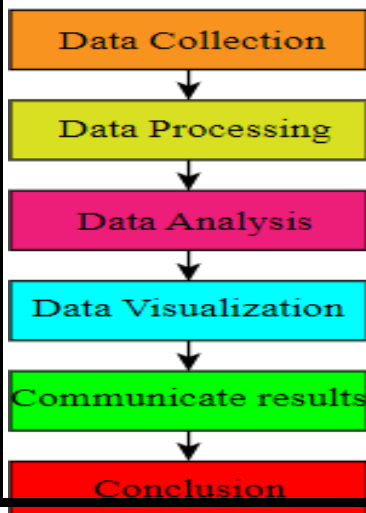 Data Collection
Data Processing
Data Analysis
Data Visualization
Communicate results
Conclusion